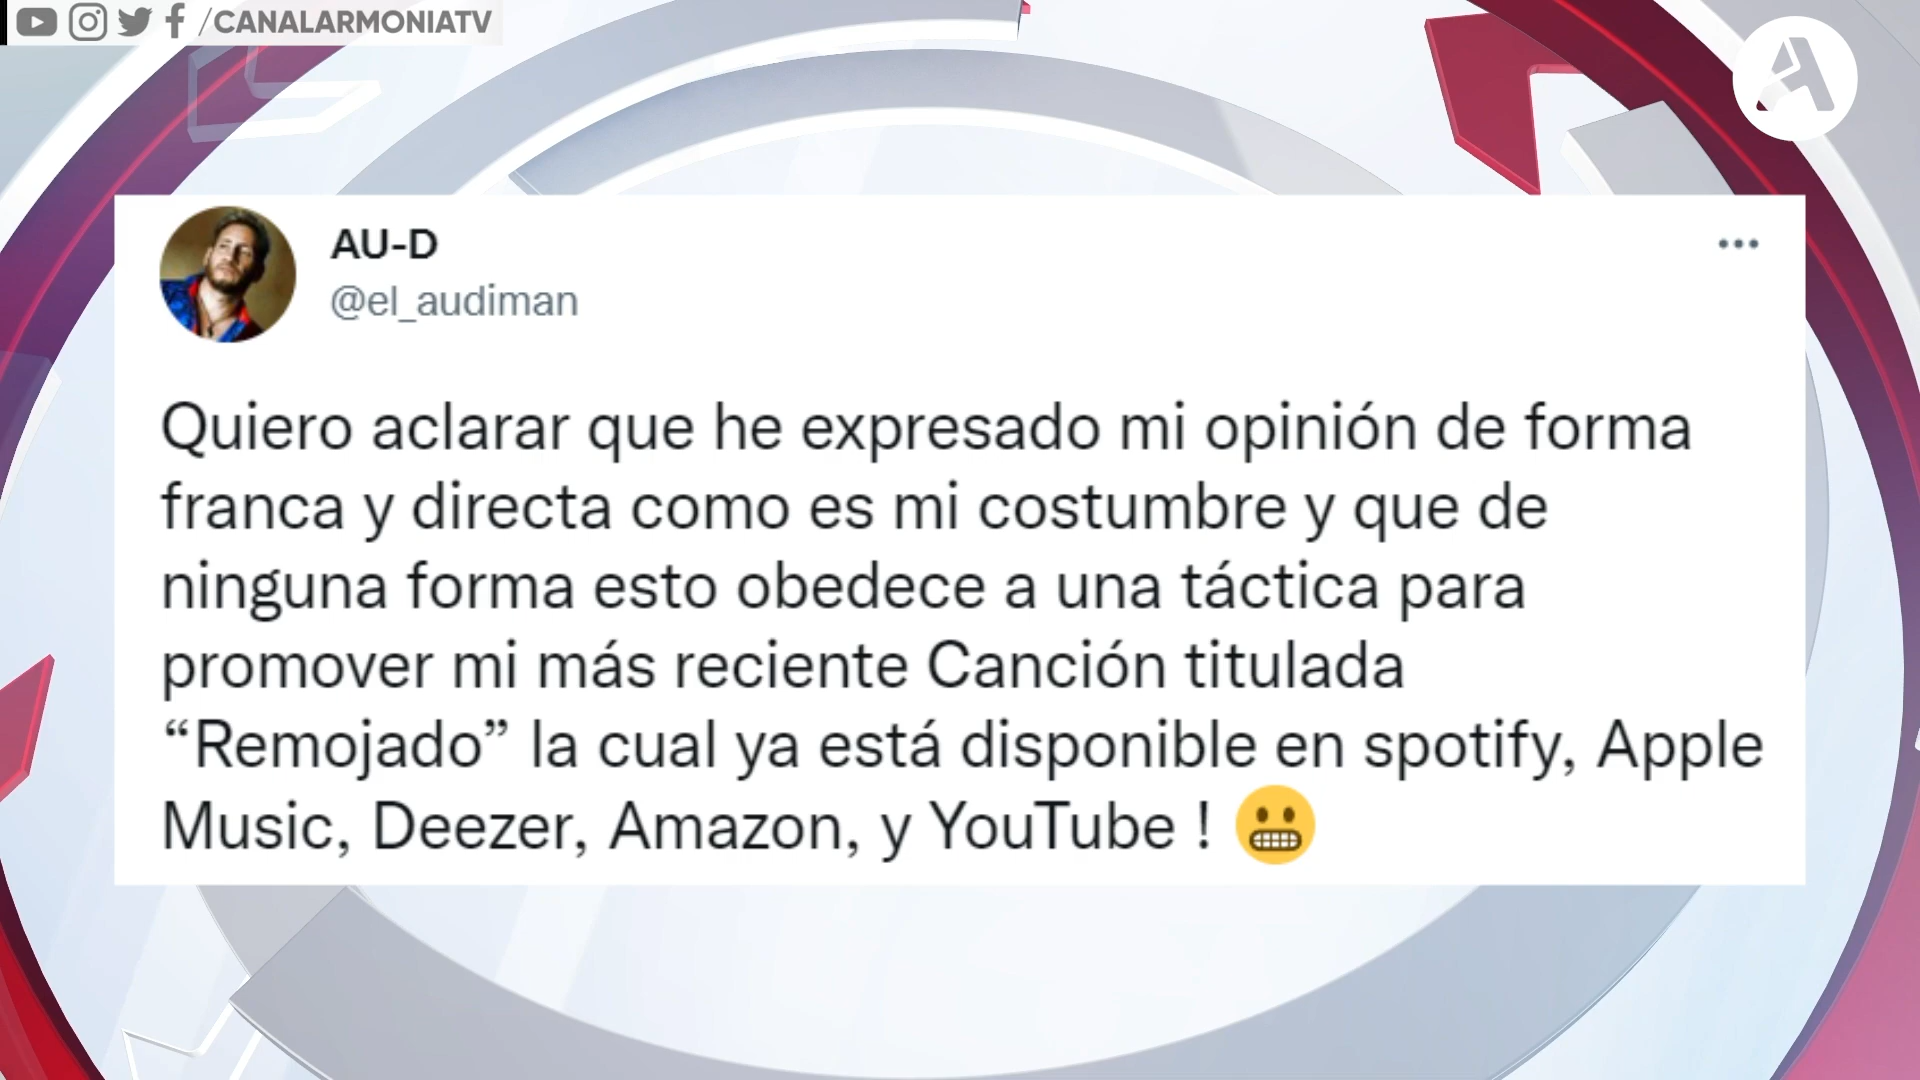 /CANALARMONIATV
AU-D
@el_audiman
Quiero aclarar que he expresado mi opinión de forma
franca y directa como es mi costumbre y que de
ninguna forma esto obedece a una táctica para
promover mi más reciente Canción titulada
“Remojado” la cual ya está disponible en spotify, Apple
Music, Deezer, Amazon, y YouTube ! 😬